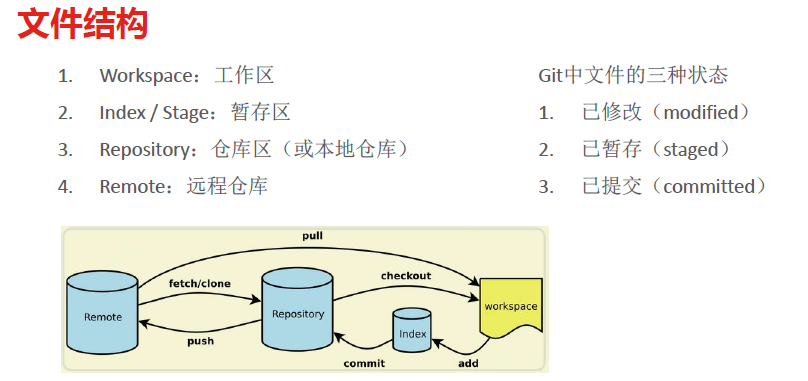 文件结构
1. Workspace：工作区
2. Index / Stage：暂存区
3. Repository：仓库区（或本地仓库）
4. Remote：远程仓库
Git中文件的三种状态
1. 已修改（modified）
2. 已暂存（staged）
3. 已提交（committed）
pull
fetch/clone
checkout
Remote
Repository
workspace
Index
push
commit
add